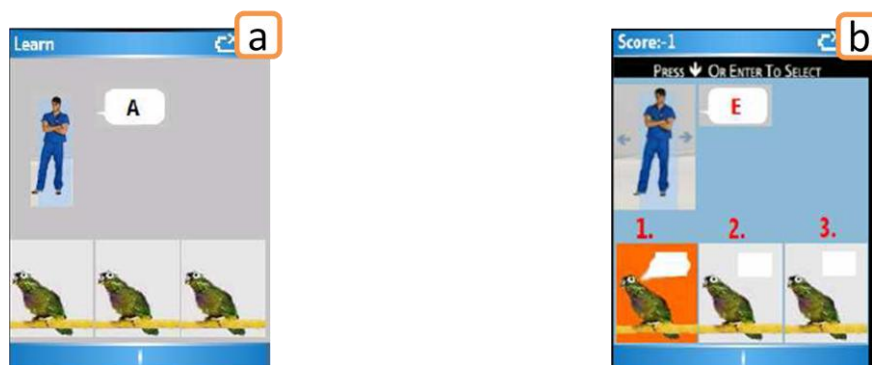 Learn
a
A
Score:-1
b
PRESS OR ENTER TO SELECT
E
1. 2. 3.